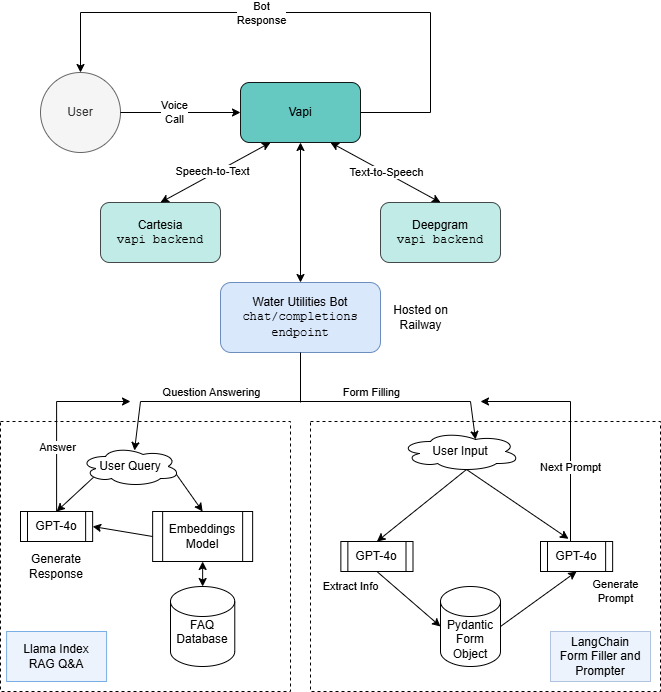 Bot
Response
User
Voice
Call
Vapi
Speech-to-Text
Text-to-Speech
Cartesia
vapi backend
Deepgram
vapi backend
Water Utilities Bot
chat/completions
endpoint
Hosted on
Railway
Question Answering
Form Filling
Answer
User Query
User Input
Next Prompt
GPT-4o
Embeddings
Model
Generate
Response
GPT-4o
GPT-4o
Extract Info
Generate
Prompt
FAQ
Database
Pydantic
Form
Object
Llama Index
RAG Q&A
LangChain
Form Filler and
Prompter